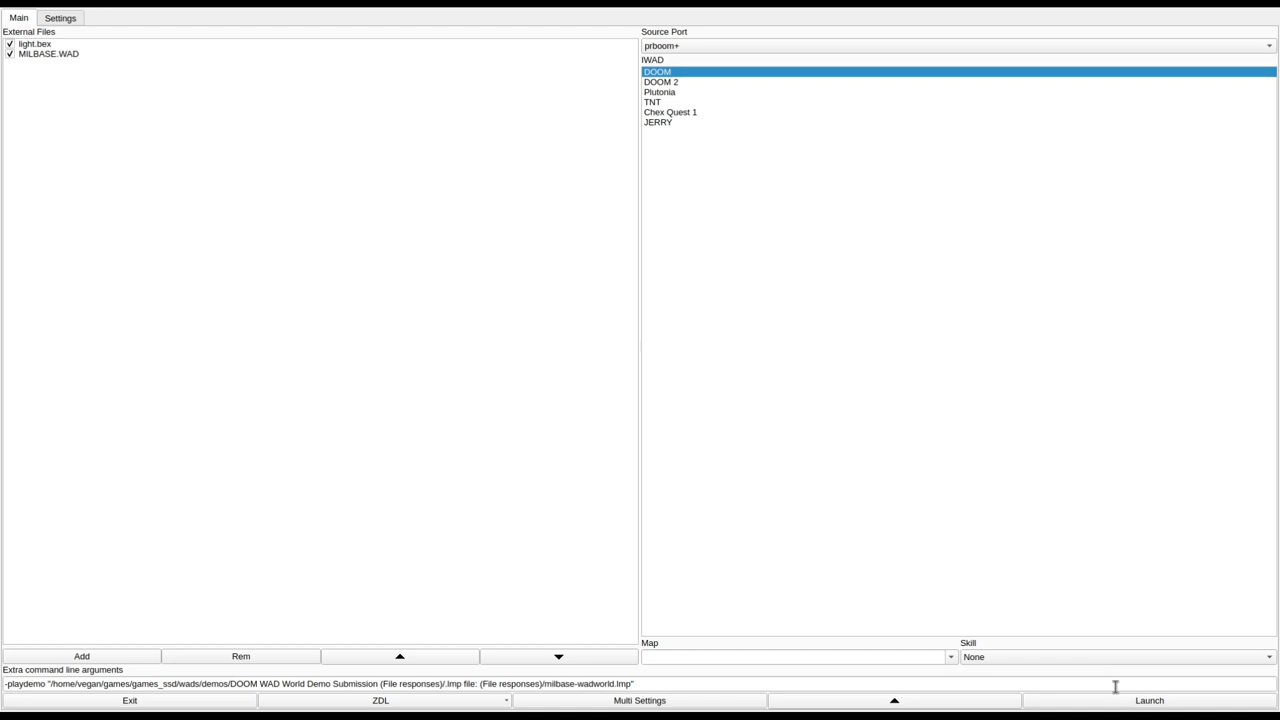 Main Settings
External Files
light.bex
MILBASE.WAD
Source Port
prboom+
IWAD
DOOM
DOOM 2
Plutonia
TNT
Chex Quest 1
JERRY
Map
Skill
None
Add
Rem
Extra command line arguments
-playdemo "/home/vegan/games/games_ssd/wads/demos/DOOM WAD World Demo Submission (File responses)/.lmp file: (File responses)/milbase-wadworld.lmp"
Exit
ZDL
Multi Settings
Launch